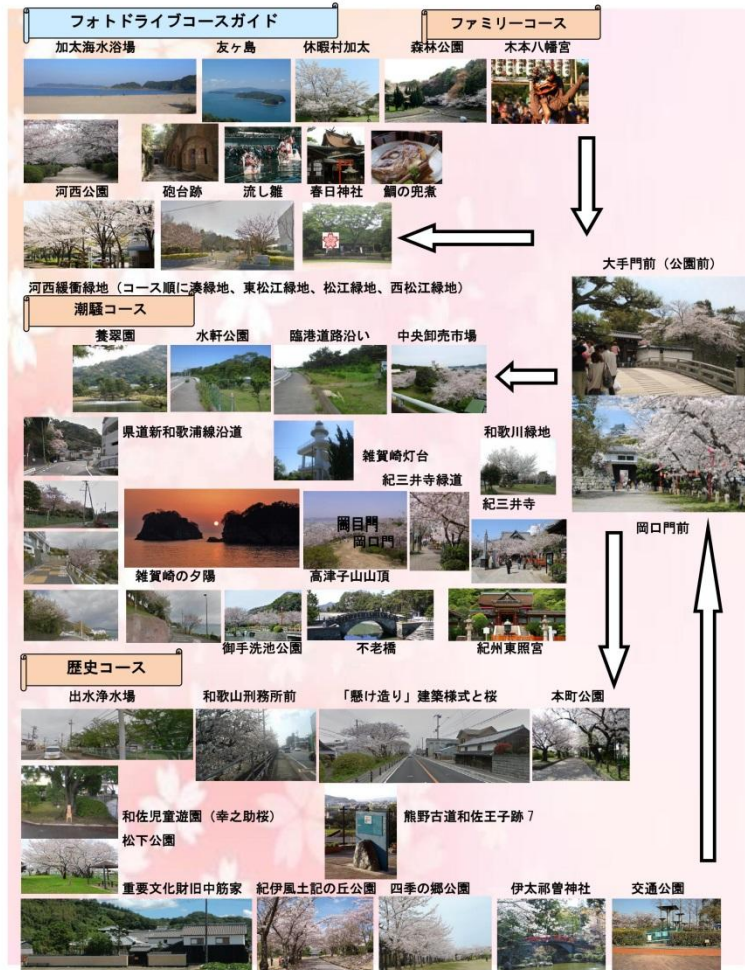 フォトドライブコースガイド
ファミリーコース
加太海水浴場
友ヶ島
休暇村加太
森林公園
木本八幡宮
河西公園
砲台跡
流し雛
春日神社
鯛の兜煮
大手門前(公園前)
河西緩衝緑地(コース順に湊緑地、東松江緑地、松江緑地、西松江緑地)
潮騒コース
養翠園
水軒公園
臨港道路沿い
中央卸売市場
県道新和歌浦線沿道
雑賀崎灯台
和歌川緑地
紀三井寺緑道
紀三井寺
岡口門
岡口門前
雑賀崎の夕陽
高津子山山頂
御手洗池公園
不老橋
紀州東照宮
歴史コース
出水浄水場
和歌山刑務所前
「懸け造り」建築様式と桜
本町公園
和佐児童遊園(幸之助桜)
熊野古道和佐王子跡7
松下公園
重要文化財旧中筋家
紀伊風土記の丘公園
四季の郷公園
伊太祁曽神社
交通公園